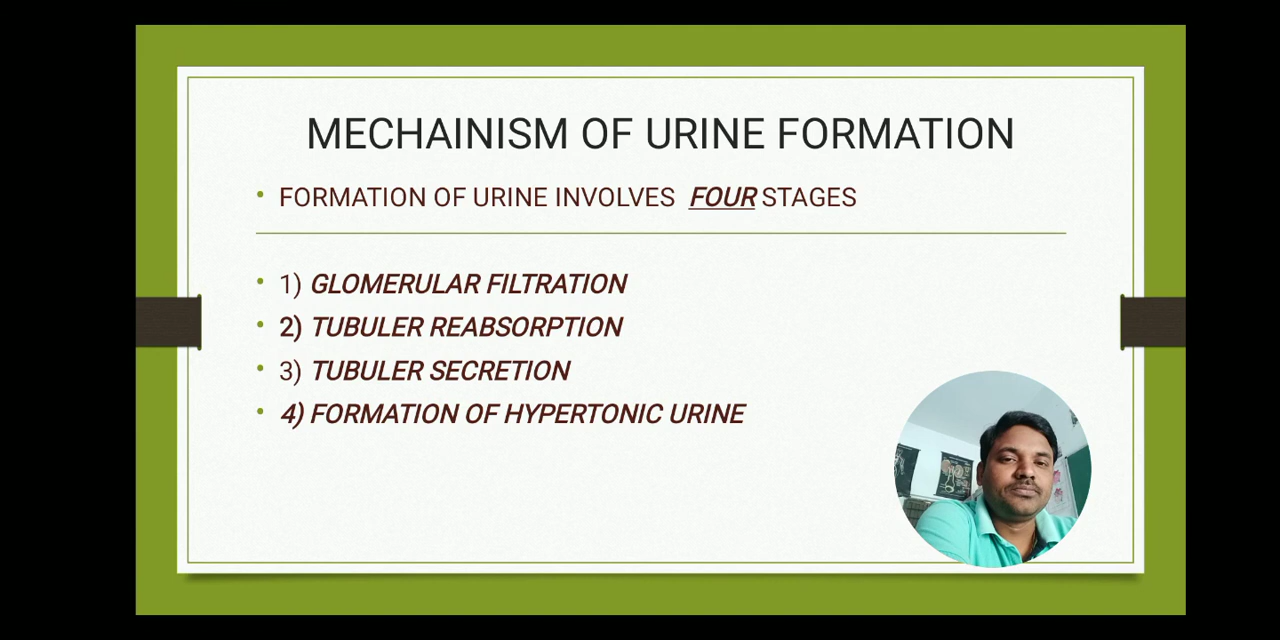 MECHAINISM OF URINE FORMATION
• FORMATION OF URINE INVOLVES FOUR STAGES
• 1) GLOMERULAR FILTRATION
• 2) TUBULER REABSORPTION
• 3) TUBULER SECRETION
• 4) FORMATION OF HYPERTONIC URINE